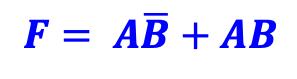 F = AB̅ + AB